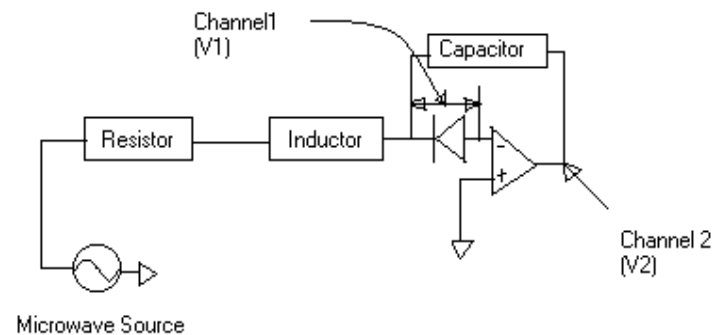 Channel1
(V1)
Capacitor
Resistor
Inductor
-
+
Channel 2
(V2)
Microwave Source